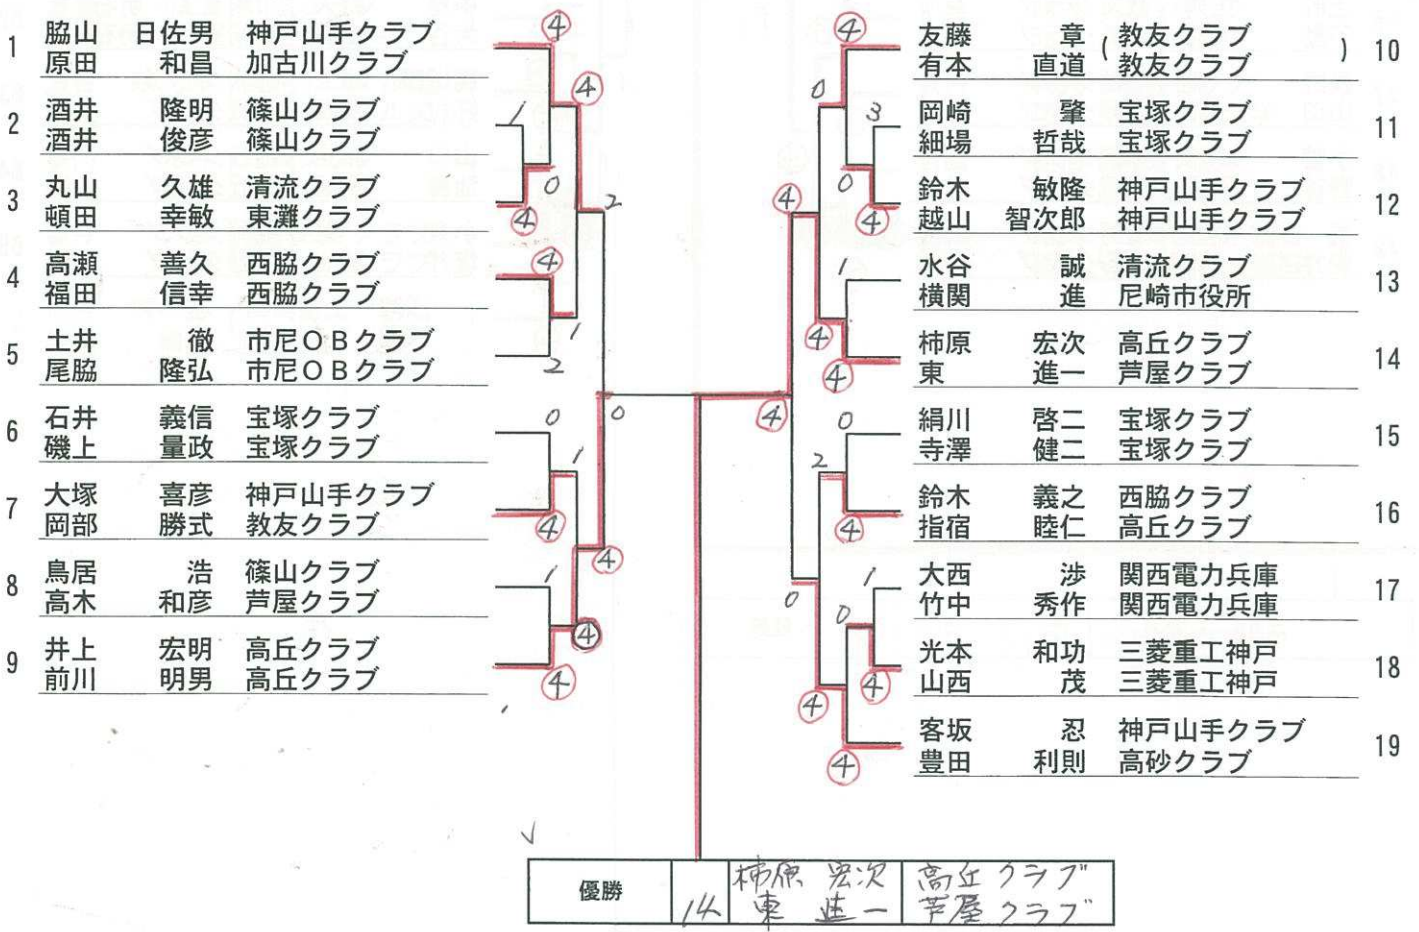 1 脇山 日佐男 神戸山手クラブ
原田 和昌 加古川クラブ
2 酒井 隆明 篠山クラブ
酒井 俊彦 篠山クラブ
3 丸山 久雄 清流クラブ
頓田 幸敏 東灘クラブ
4 高瀬 善久 西脇クラブ
福田 信幸 西脇クラブ
5 土井 徹 市尼OBクラブ
尾脇 隆弘 市尼OBクラブ
6 石井 義信 宝塚クラブ
磯上 量政 宝塚クラブ
7 大塚 喜彦 神戸山手クラブ
岡部 勝式 教友クラブ
8 鳥居 浩 篠山クラブ
高木 和彦 芦屋クラブ
9 井上 宏明 高丘クラブ
前川 明男 高丘クラブ
④
④
1
0
④
2
④
1
2
0
0
1
④
④
1
④
④
④
0
3
0
④
④
1
④
④
④
0
2
④
1
0
0
④
④
④
友藤 章 ( 教友クラブ ) 10
有本 直道 教友クラブ
岡崎 肇 宝塚クラブ 11
細場 哲哉 宝塚クラブ
鈴木 敏隆 神戸山手クラブ 12
越山 智次郎 神戸山手クラブ
水谷 誠 清流クラブ 13
横関 進 尼崎市役所
柿原 宏次 高丘クラブ 14
東 進一 芦屋クラブ
絹川 啓二 宝塚クラブ 15
寺澤 健二 宝塚クラブ
鈴木 義之 西脇クラブ 16
指宿 睦仁 高丘クラブ
大西 渉 関西電力兵庫 17
竹中 秀作 関西電力兵庫
光本 和功 三菱重工神戸 18
山西 茂 三菱重工神戸
客坂 忍 神戸山手クラブ 19
豊田 利則 高砂クラブ
優勝 14 柿原 宏次 高丘クラブ
東 進一 芦屋クラブ